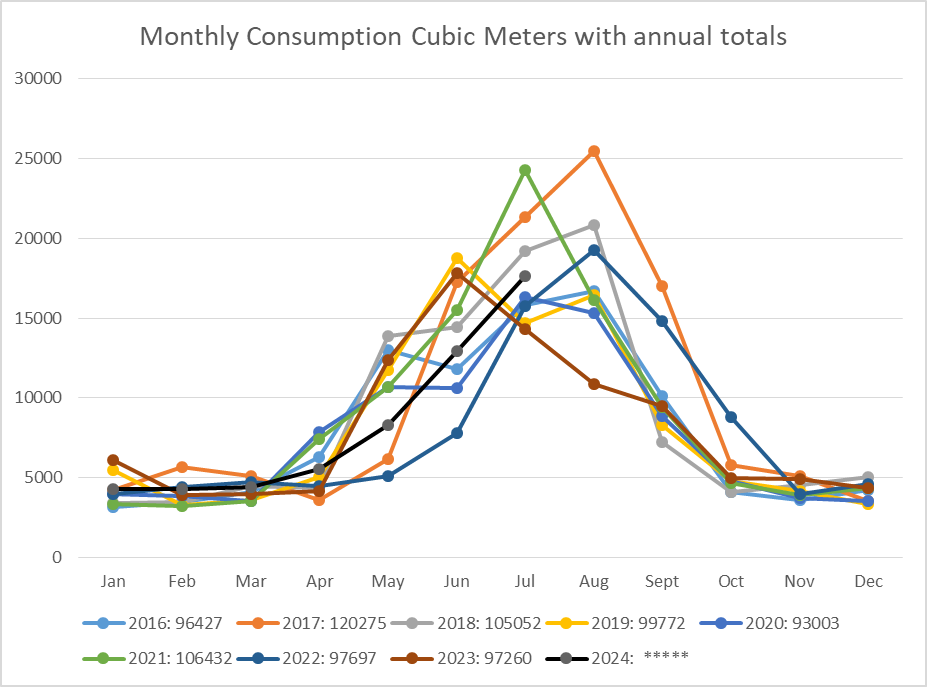 Monthly Consumption Cubic Meters with annual totals
30000
25000
20000
15000
10000
5000
0
Jan Feb Mar Apr May Jun Jul Aug Sept Oct Nov Dec
2016: 96427 2017: 120275 2018: 105052 2019: 99772 2020: 93003
2021: 106432 2022: 97697 2023: 97260 2024: *****